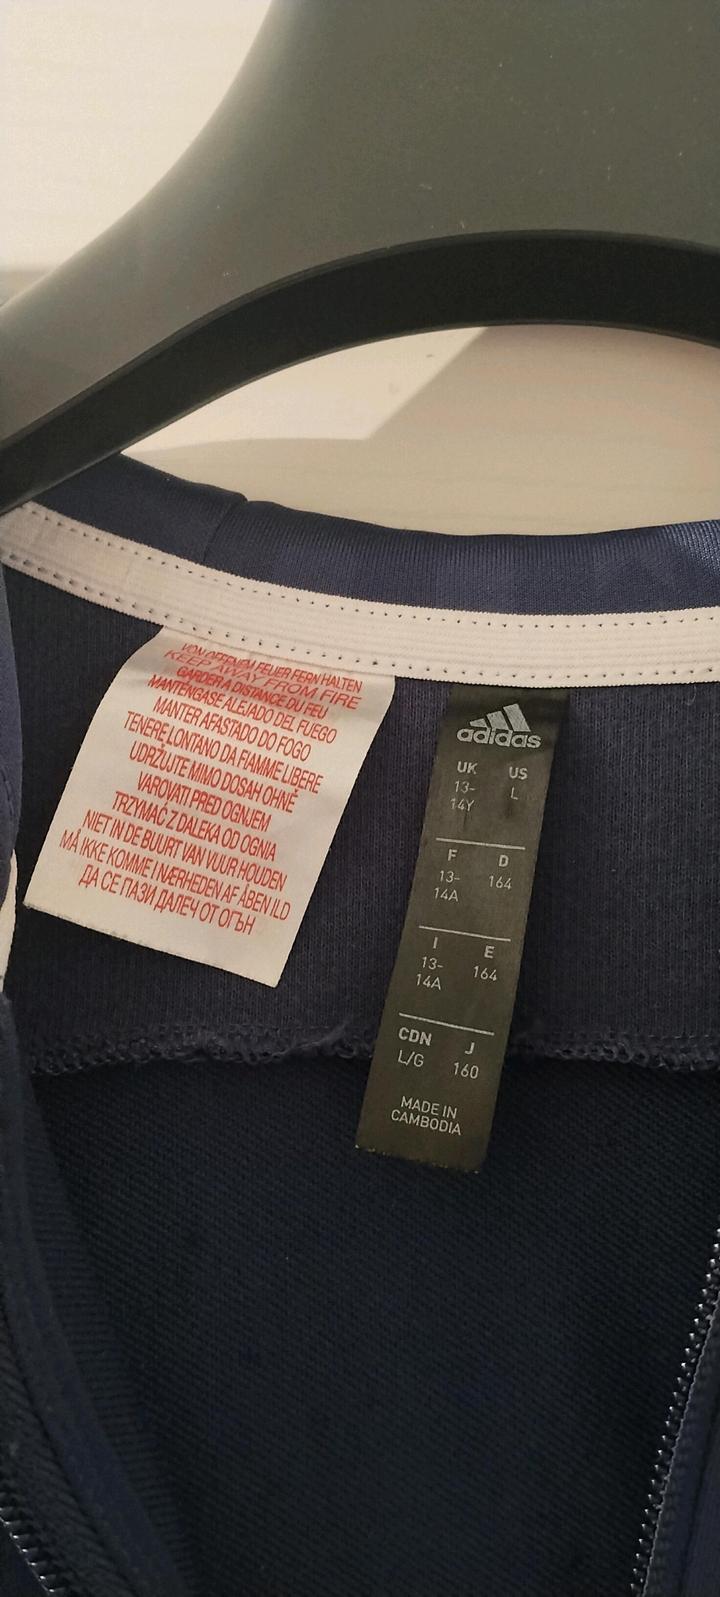 VON OFFENEM FEUER FERN HALTEN
KEEP AWAY FROM FIRE
GARDER A DISTANCE DU FEU
MANTENGASE ALEJADO DEL FUEGO
MANTER AFASTADO DO FOGO
TENERE LONTANO DA FIAMME LIBERE
UDRŽUJTE MIMO DOSAH OHNĚ
VAROVATI PRED OGNJEM
TRZYMAĆ Z DALEKA OD OGNIA
NIET IN DE BUURT VAN VUUR HOUDEN
MÅ IKKE KOMME I NÆRHEDEN AF ÅBEN ILD
ДА СЕ ПАЗИ ДАЛЕЧ ОТ ОГЪН
adidas
UK US
13- L
14Y
F D
13- 164
14A
I E
13- 164
14A
CDN J
L/G 160
MADE IN
CAMBODIA